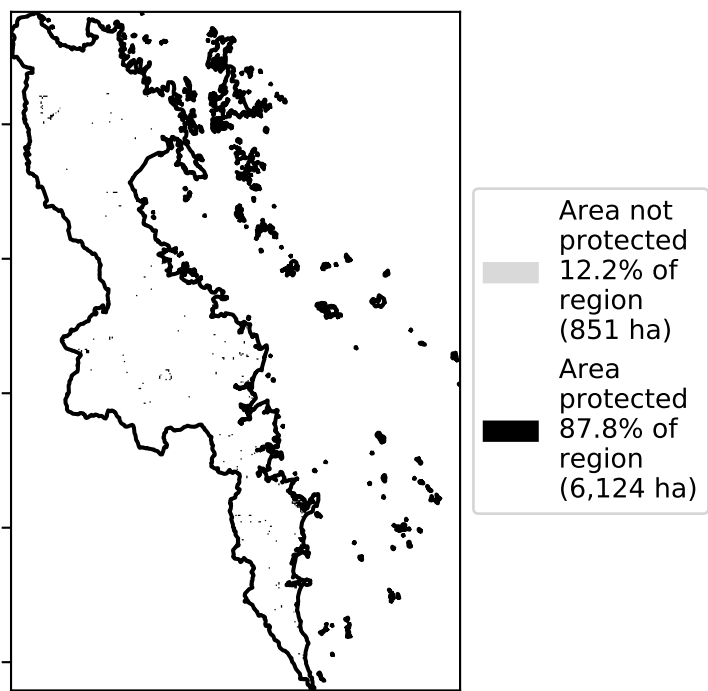 Area not
protected
12.2% of
region
(851 ha)
Area
protected
87.8% of
region
(6,124 ha)